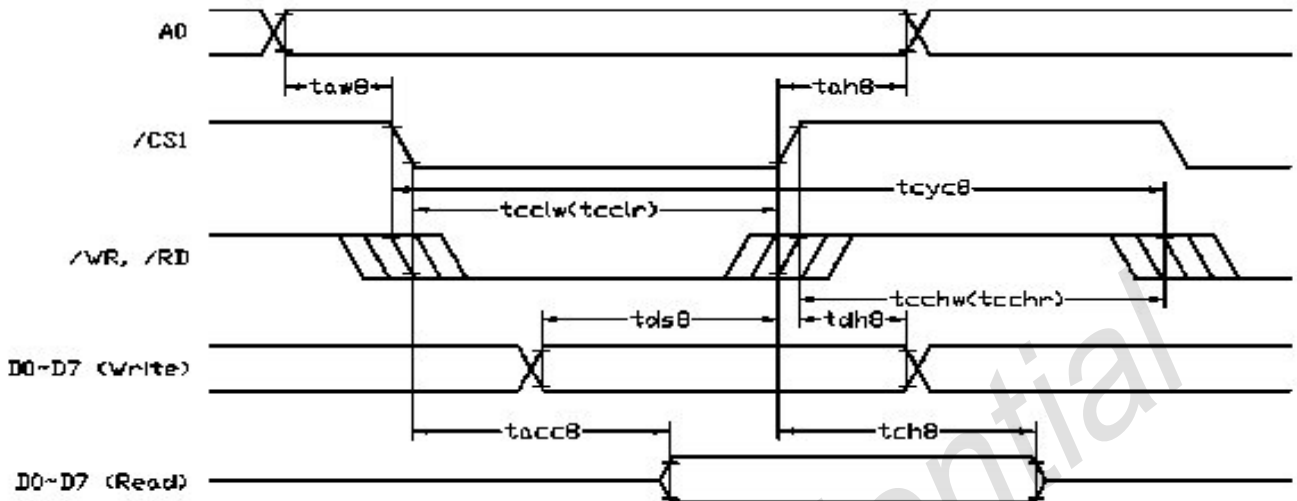 A0
taw8
tah8
/CS1
tcyc8
tcclw(tcclr)
/WR, /RD
tcchw(tcchr)
tds8
tdh8
D0~D7 (Write)
tacc8
tch8
D0~D7 (Read)
ential